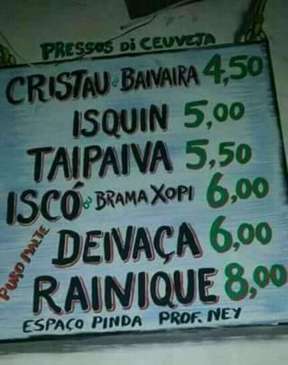 PRESSOS Di CEUVEJA
CRISTAU e BAIVAIRA 4,50
ISQUIN 5,00
TAIPAIVA 5,50
ISCÓ ou BRAMA XOPI 6,00
PURO MALTE
DEIVAÇA 6,00
RAINIQUE 8,00
ESPAÇO PINDA PROF. NEY